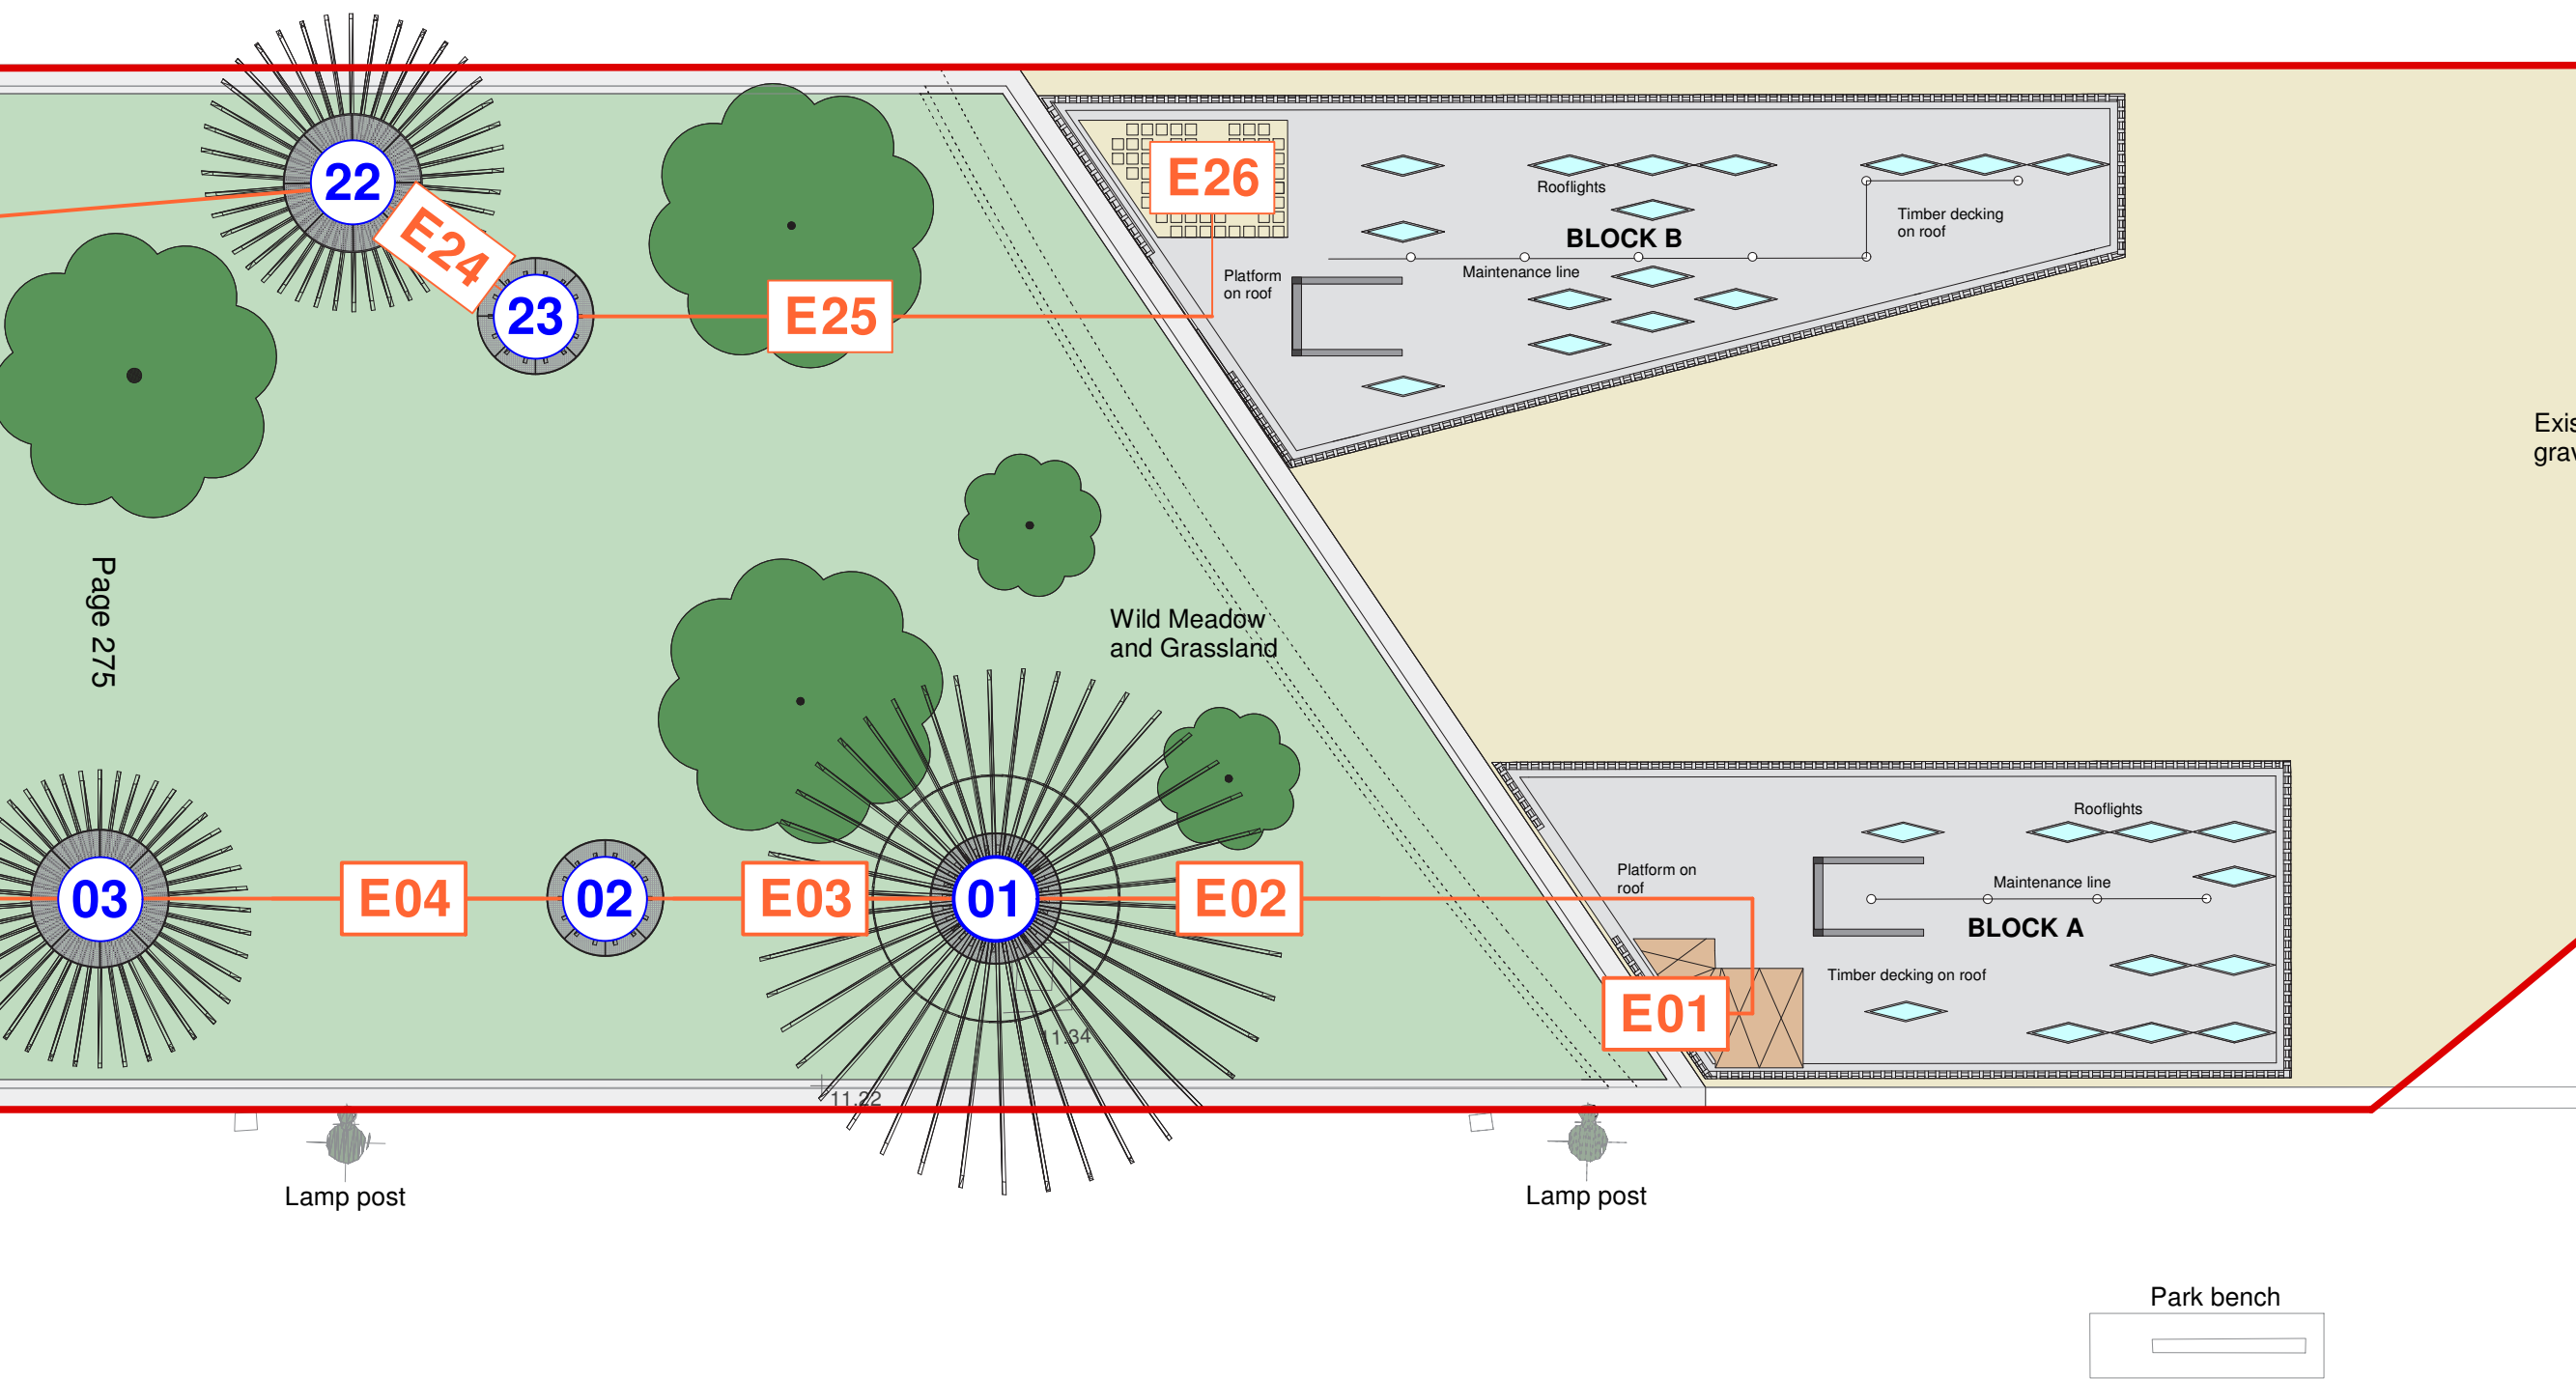 22
E24
23
E25
E26
Rooflights
BLOCK B
Timber decking
on roof
Platform
on roof
Maintenance line
Exis
grav
Page 275
Wild Meadow
and Grassland
03
E04
02
E03
01
E02
Platform on
roof
Rooflights
Maintenance line
BLOCK A
Timber decking on roof
E01
11.34
11.22
Lamp post
Lamp post
Park bench